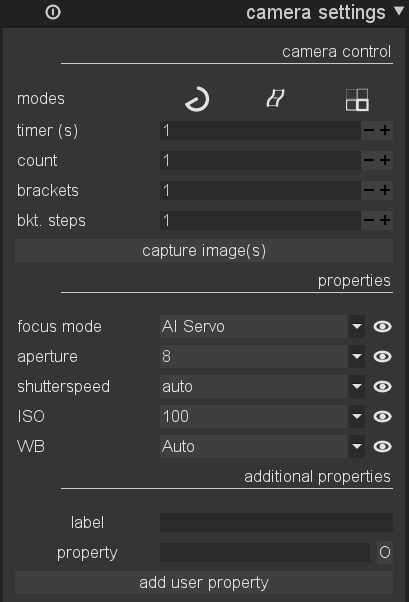 camera settings
camera control
modes
timer (s) 1
count 1
brackets 1
bkt. steps 1
capture image(s)
properties
focus mode AI Servo
aperture 8
shutterspeed auto
ISO 100
WB Auto
additional properties
label
property O
add user property